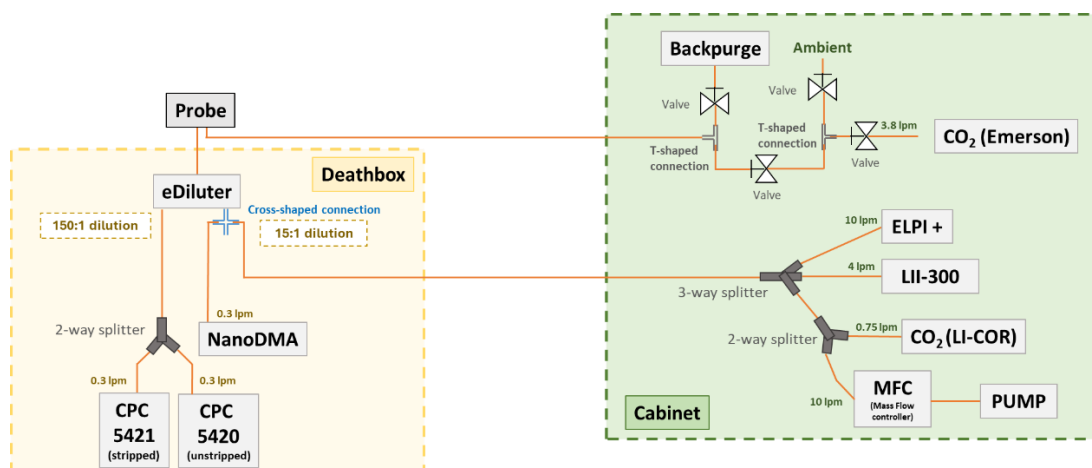 Backpurge
Ambient
Valve
Valve
Probe
3.8 lpm
CO₂ (Emerson)
T-shaped
connection
T-shaped
connection
Valve
Valve
Deathbox
eDiluter
Cross-shaped connection
150:1 dilution
15:1 dilution
10 lpm
ELPI +
4 lpm
LII-300
3-way splitter
0.3 lpm
NanoDMA
2-way splitter
0.75 lpm
CO₂ (LI-COR)
2-way splitter
0.3 lpm
0.3 lpm
CPC
5421
(stripped)
CPC
5420
(unstripped)
10 lpm
MFC
(Mass Flow
controller)
PUMP
Cabinet